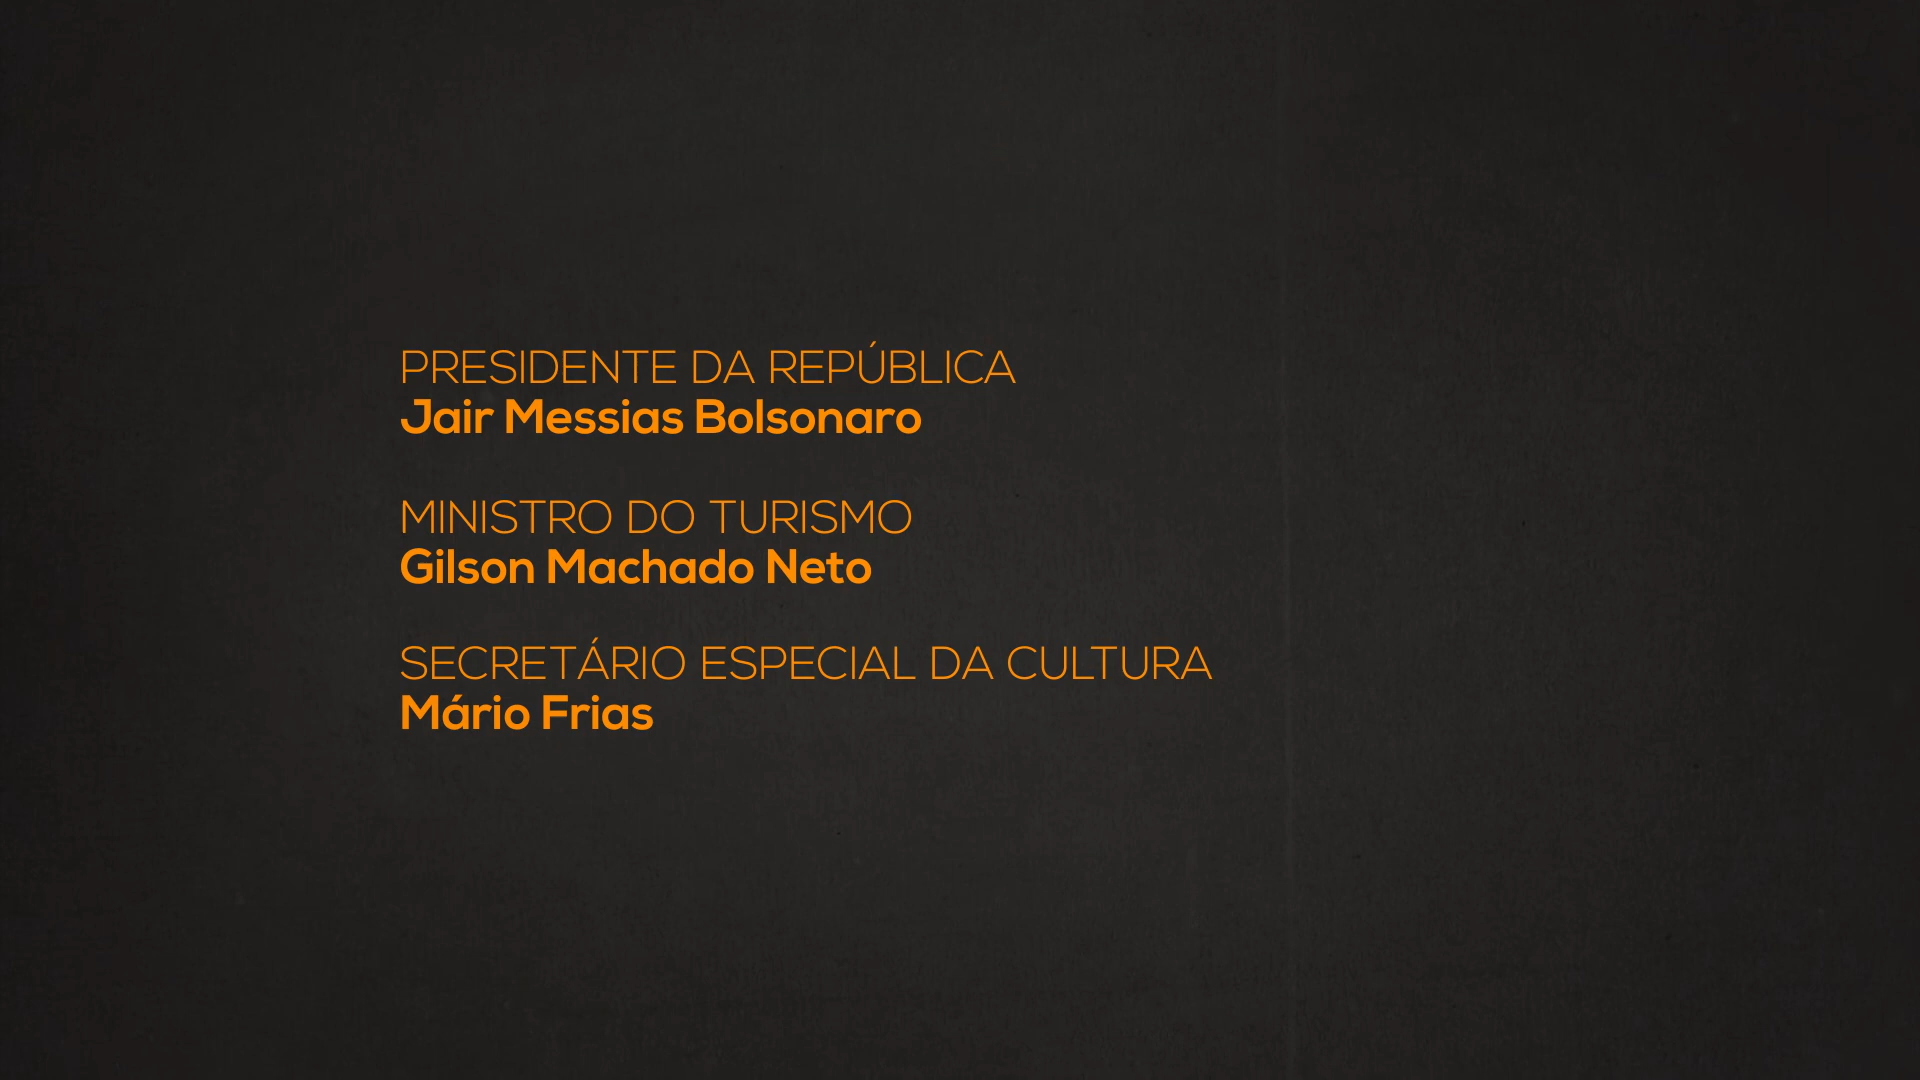 PRESIDENTE DA REPÚBLICA
Jair Messias Bolsonaro
MINISTRO DO TURISMO
Gilson Machado Neto
SECRETÁRIO ESPECIAL DA CULTURA
Mário Frias